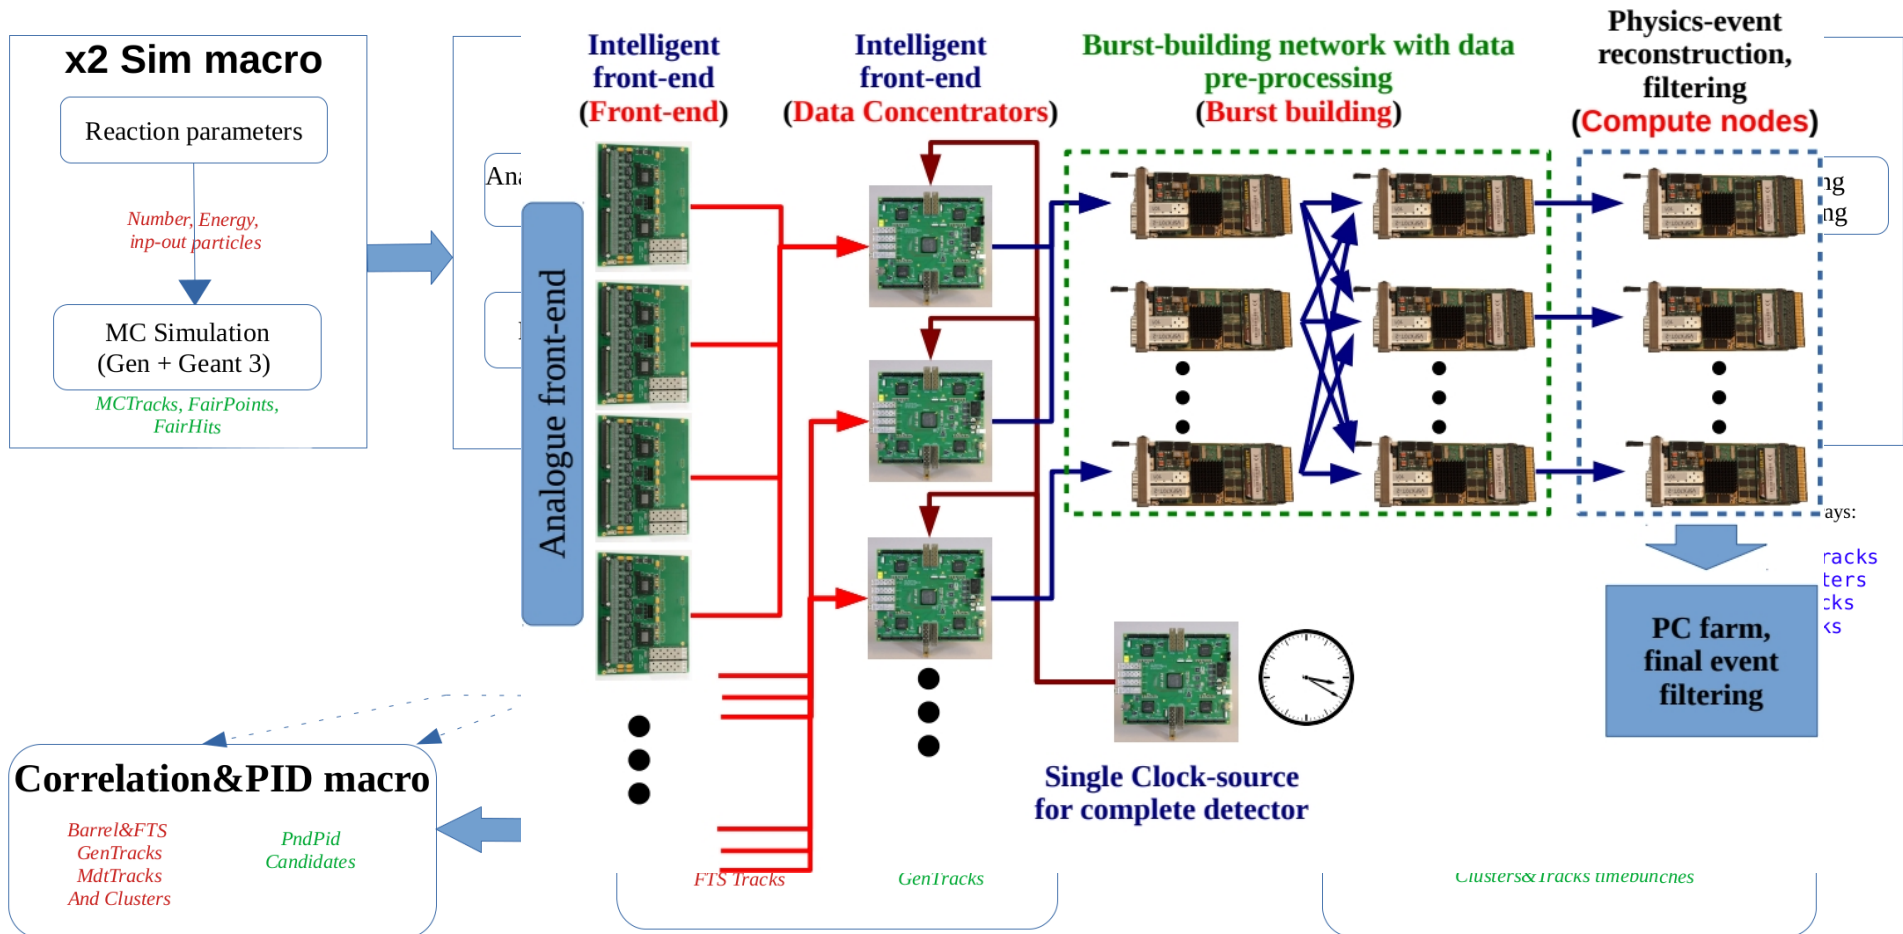 x2 Sim macro
Reaction parameters
Number, Energy,
inp-out particles
MC Simulation
(Gen + Geant 3)
MCTracks, FairPoints,
FairHits
Analogue front-end
Intelligent
front-end
(Front-end)
Intelligent
front-end
(Data Concentrators)
Burst-building network with data
pre-processing
(Burst building)
Physics-event
reconstruction,
filtering
(Compute nodes)
PC farm,
final event
filtering
Single Clock-source
for complete detector
Correlation&PID macro
Barrel&FTS
GenTracks
MdtTracks
And Clusters
PndPid
Candidates
FTS Tracks
GenTracks
Clusters&Tracks timebunches